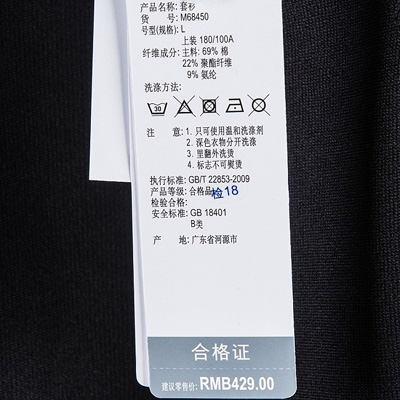 产品名称: 套衫
货 号: M68450
号型(规格): L
上装 180/100A
纤维成分: 主料: 69% 棉
22% 聚酯纤维
9% 氨纶
洗涤方法:
30
注 意: 1. 只可使用温和洗涤剂
2. 深色衣物分开洗涤
3. 里翻外洗烫
4. 标志不可熨烫
执行标准: GB/T 22853-2009
产品等级: 合格品
检18
检验合格:
安全标准: GB 18401
B类
产 地: 广东省河源市
合格证
建议零售价: RMB429.00